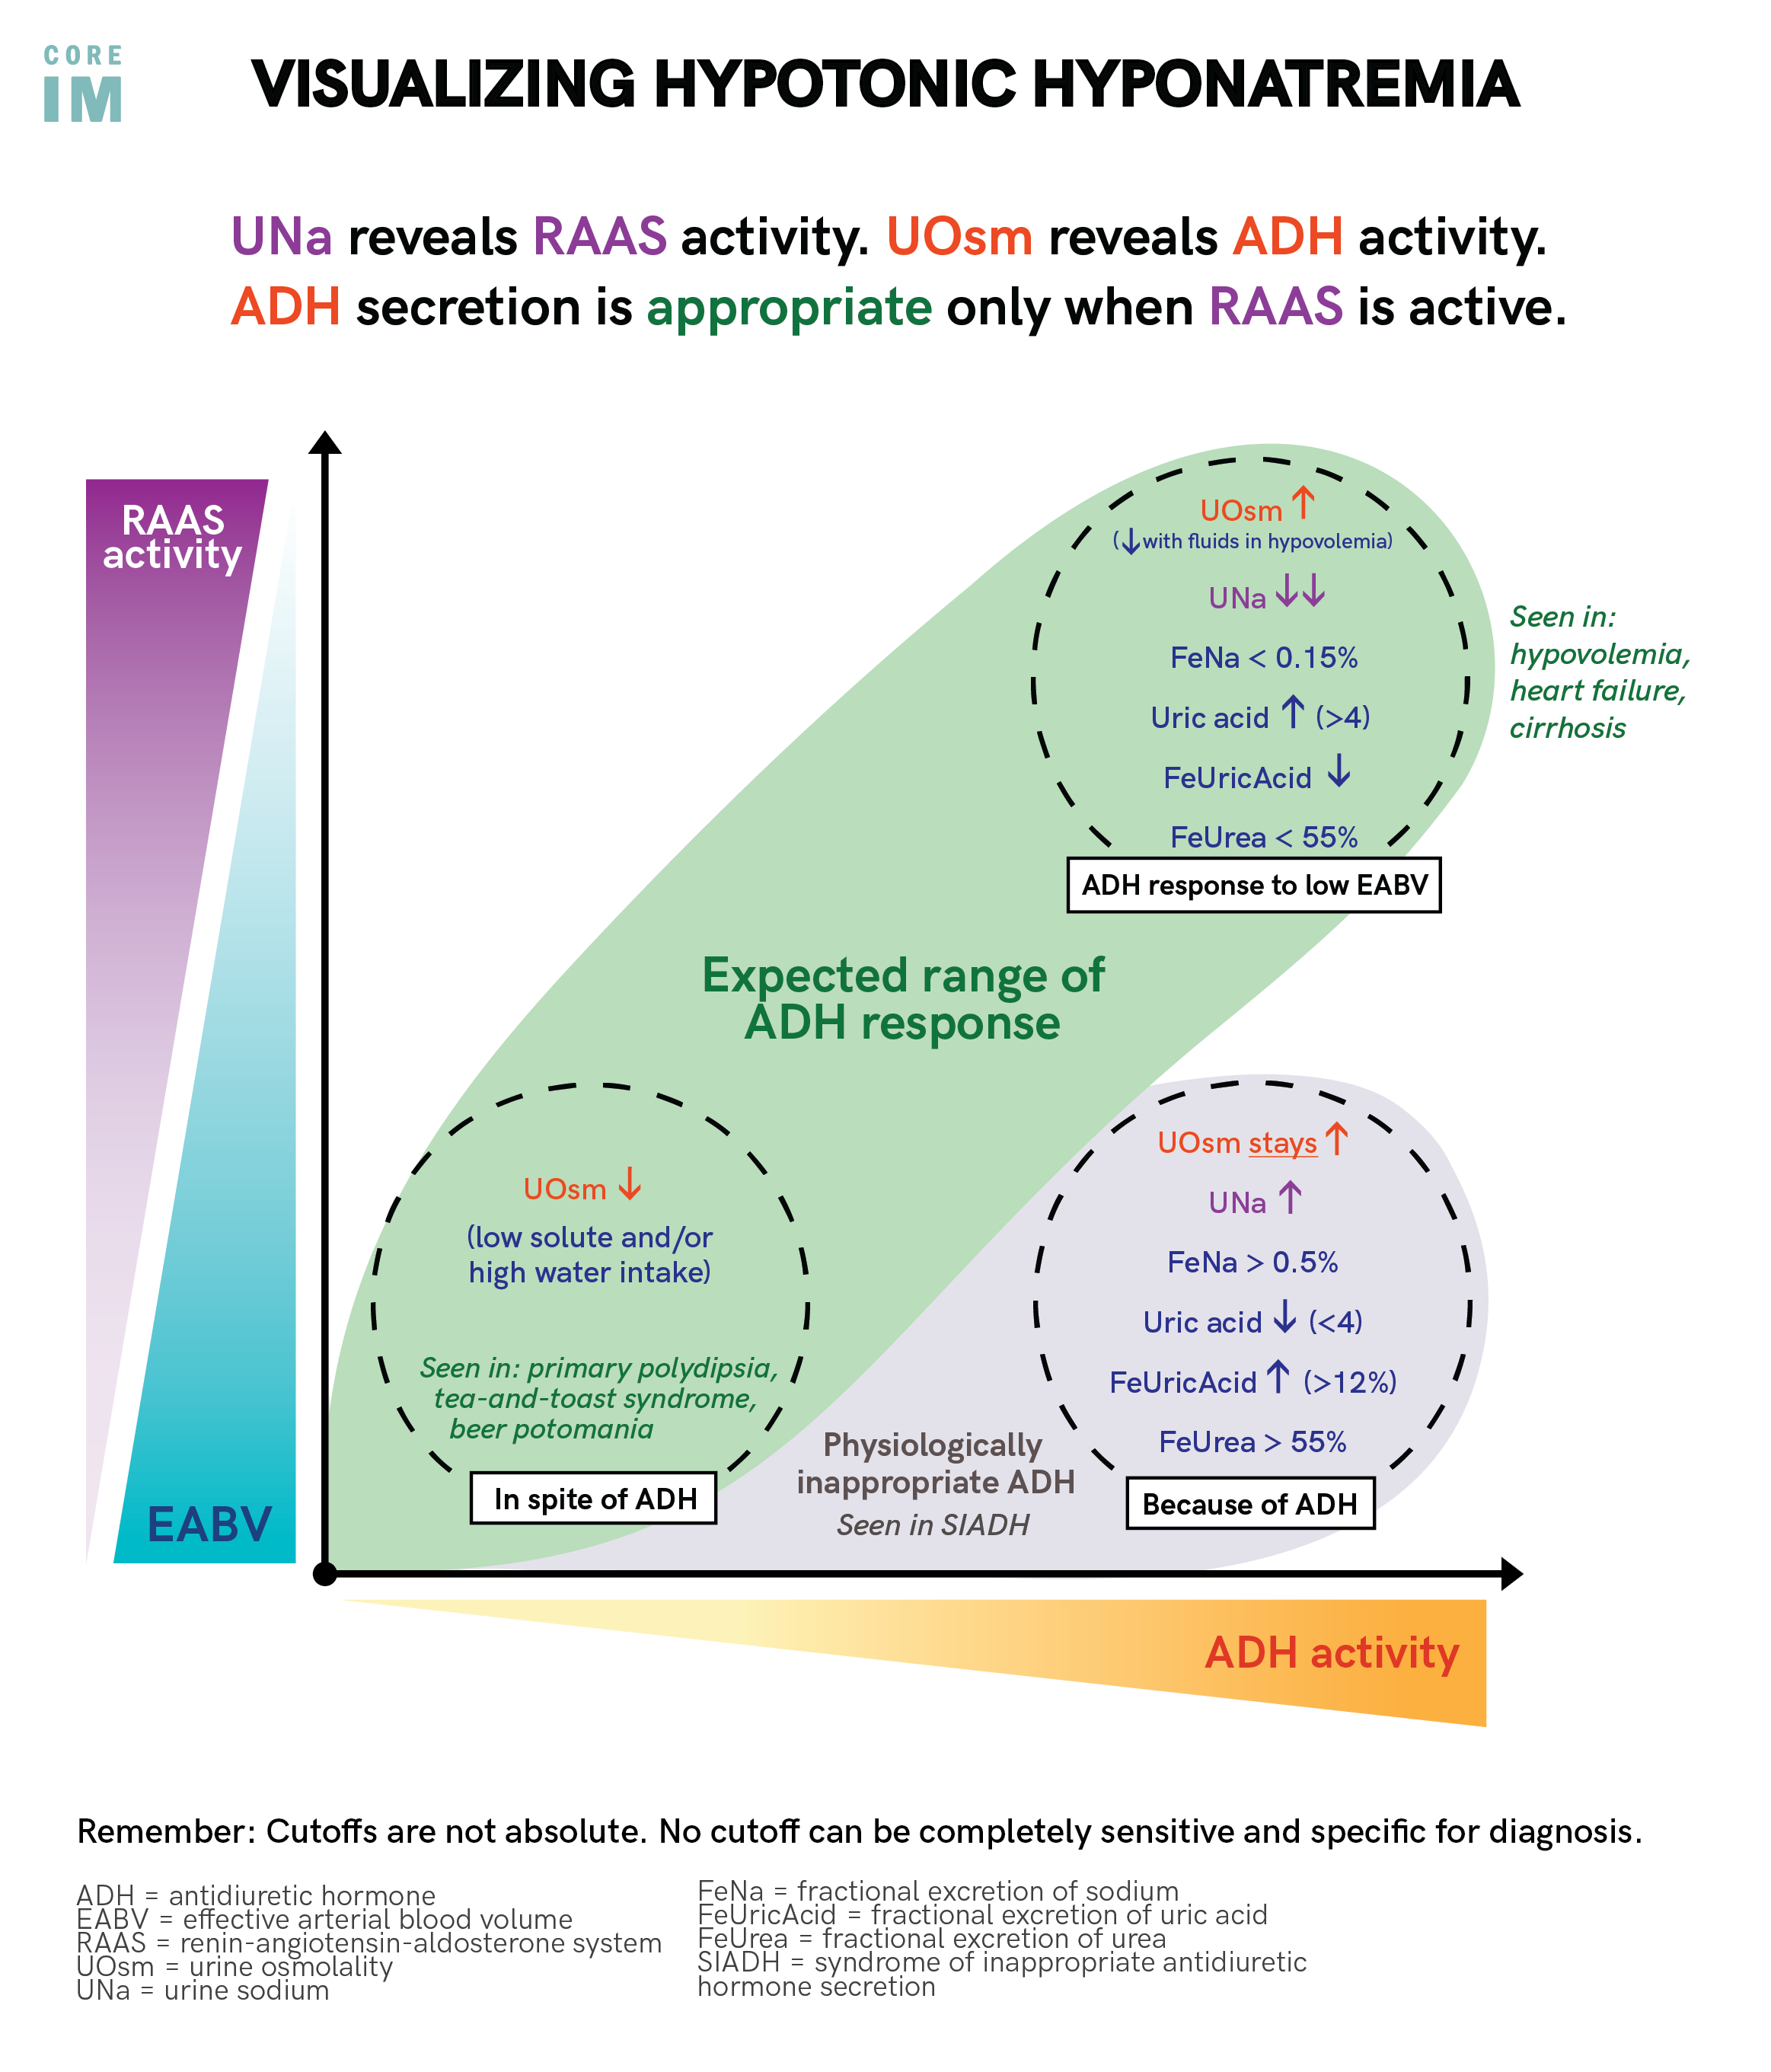 CORE
IM
VISUALIZING HYPOTONIC HYPONATREMIA
UNa reveals RAAS activity. UOsm reveals ADH activity.
ADH secretion is appropriate only when RAAS is active.
RAAS
activity
EABV
UOsm ↑
(↓with fluids in hypovolemia)
UNa ↓↓
FeNa < 0.15%
Uric acid ↑ (>4)
FeUricAcid ↓
FeUrea < 55%
ADH response to low EABV
Seen in:
hypovolemia,
heart failure,
cirrhosis
Expected range of
ADH response
UOsm ↓
(low solute and/or
high water intake)
Seen in: primary polydipsia,
tea-and-toast syndrome,
beer potomania
In spite of ADH
UOsm stays ↑
UNa ↑
FeNa > 0.5%
Uric acid ↓ (<4)
FeUricAcid ↑ (>12%)
FeUrea > 55%
Because of ADH
Physiologically
inappropriate ADH
Seen in SIADH
ADH activity
Remember: Cutoffs are not absolute. No cutoff can be completely sensitive and specific for diagnosis.
ADH = antidiuretic hormone
EABV = effective arterial blood volume
RAAS = renin-angiotensin-aldosterone system
UOsm = urine osmolality
UNa = urine sodium
FeNa = fractional excretion of sodium
FeUricAcid = fractional excretion of uric acid
FeUrea = fractional excretion of urea
SIADH = syndrome of inappropriate antidiuretic
hormone secretion